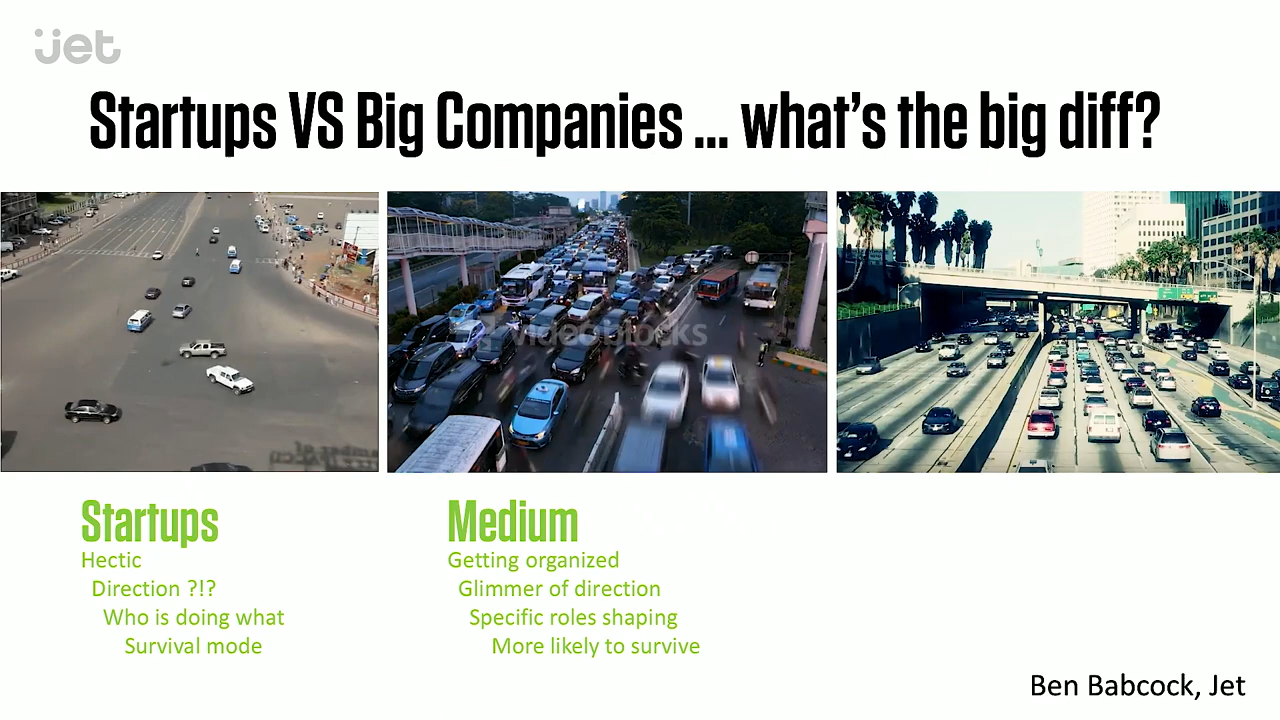 jet
Startups VS Big Companies ... what's the big diff?
videoblocks
Startups
Hectic
Direction ?!?
Who is doing what
Survival mode
Medium
Getting organized
Glimmer of direction
Specific roles shaping
More likely to survive
Ben Babcock, Jet